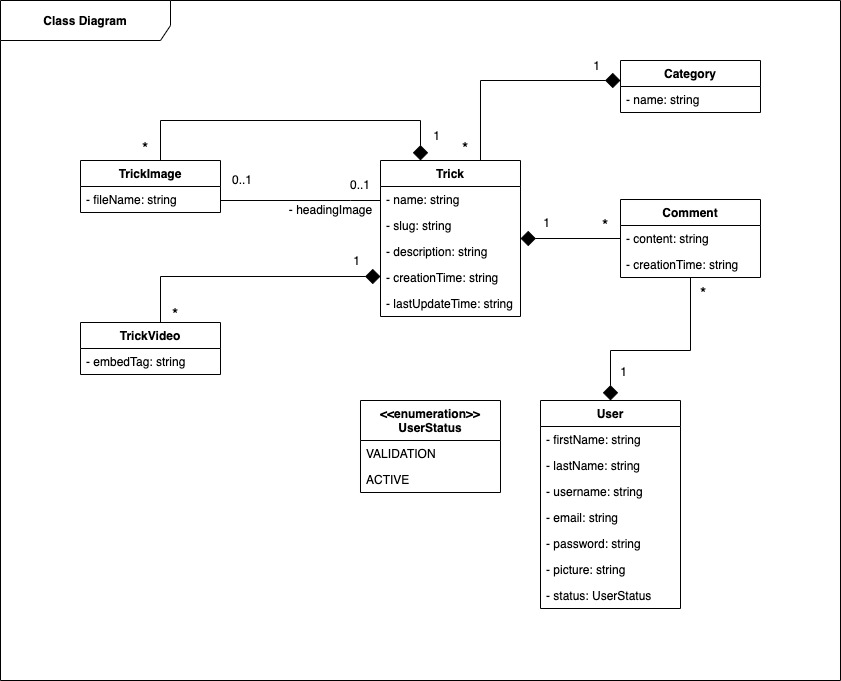 Class Diagram
1
Category
- name: string
*
1
*
TrickImage
- fileName: string
0..1
0..1
- headingImage
Trick
- name: string
- slug: string
- description: string
- creationTime: string
- lastUpdateTime: string
1
*
Comment
- content: string
- creationTime: string
1
*
TrickVideo
- embedTag: string
*
1
<<enumeration>>
UserStatus
VALIDATION
ACTIVE
User
- firstName: string
- lastName: string
- username: string
- email: string
- password: string
- picture: string
- status: UserStatus